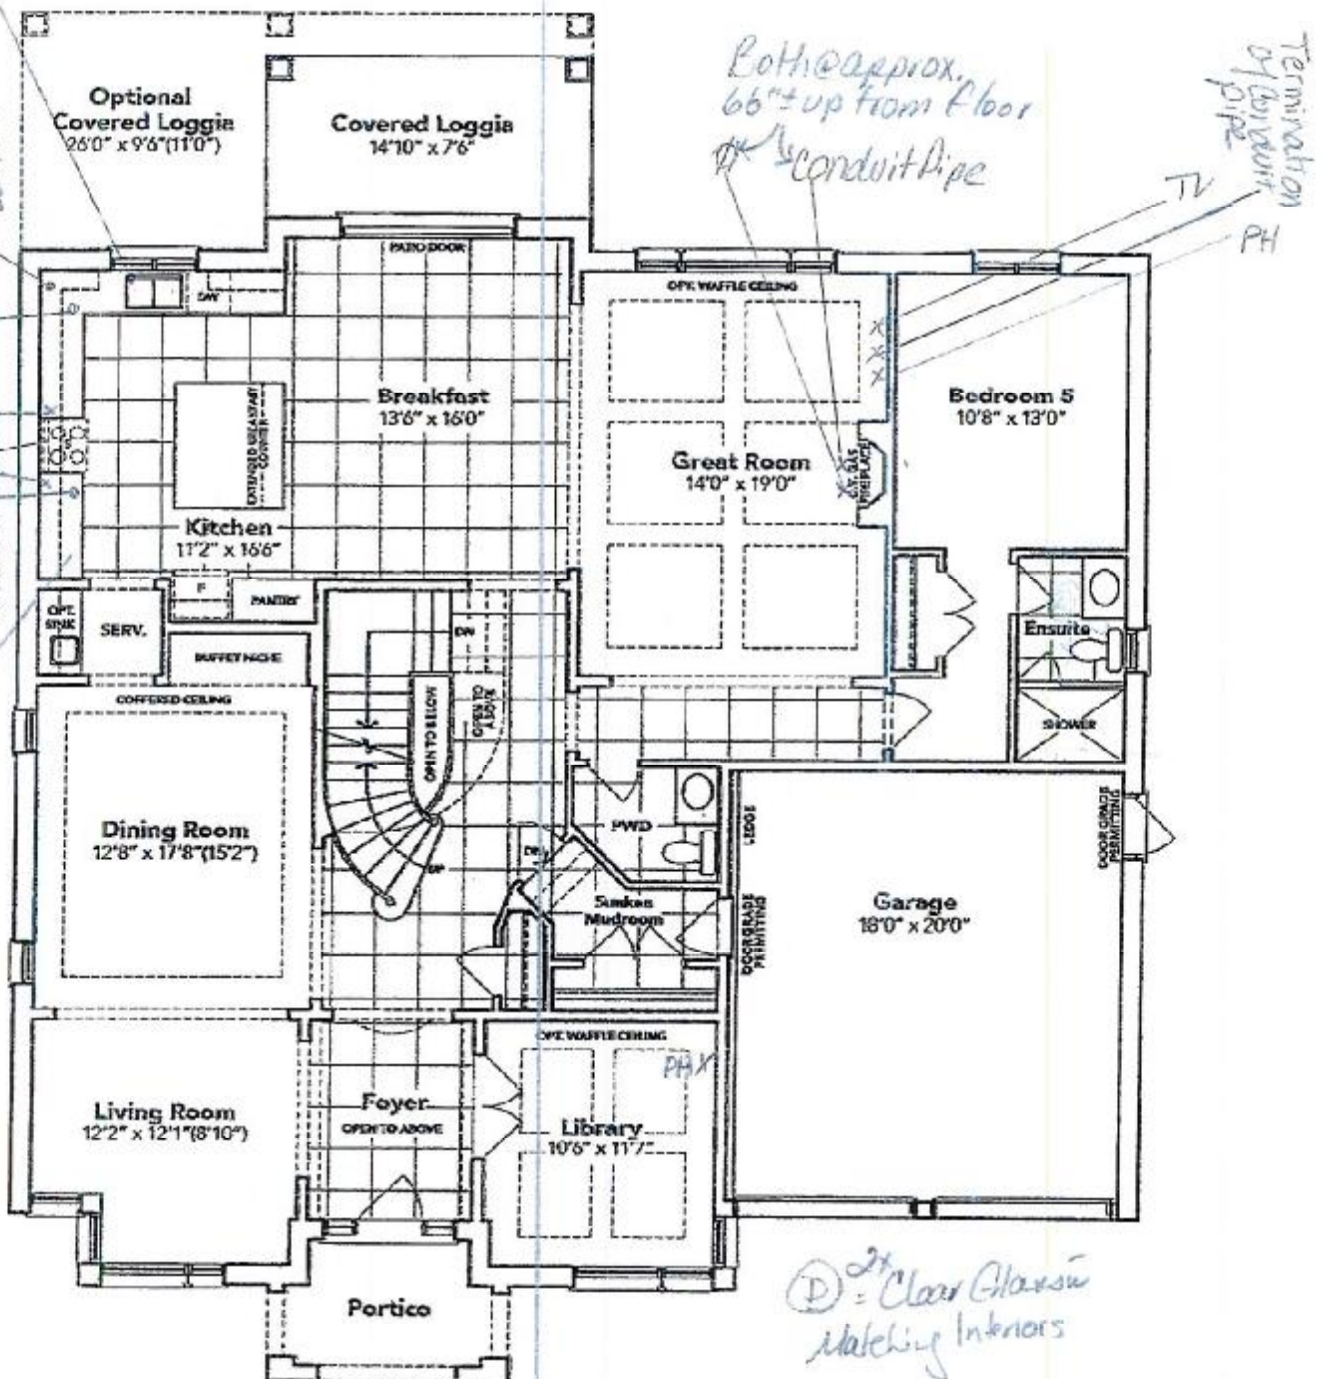 Optional
Covered Loggia
26'0" x 9'6"(11'0")
Covered Loggia
14'10" x 7'6"
Both @ approx.
66"± up from floor
Conduit Pipe
Termination
of Conduit
pipe
TV
PH
PATIO DOOR
DW
OPT. WAFFLE CEILING
Breakfast
13'6" x 16'0"
EXTENDED BREAKFAST
COUNTER
Great Room
14'0" x 19'0"
G.V. GAS
FIREPLACE
Bedroom 5
10'8" x 13'0"
Kitchen
11'2" x 16'6"
F
PANTRY
OPT.
SINK
SERV.
BUFFET NICHE
DN
OPEN TO BELOW
OPEN TO
ABOVE
Ensuite
SHOWER
COFFERED CEILING
Dining Room
12'8" x 17'8"(15'2")
UP
PWD
DN
LEDGE
DOOR GRADE
PERMITTING
Sunken
Mudroom
DOOR GRADE
PERMITTING
Garage
18'0" x 20'0"
OPT. WAFFLE CEILING
PH X
Living Room
12'2" x 12'1"(8'10")
Foyer
OPEN TO ABOVE
Library
10'6" x 11'7"
Portico
D 2x
= Clear Glass in
Matching Interiors